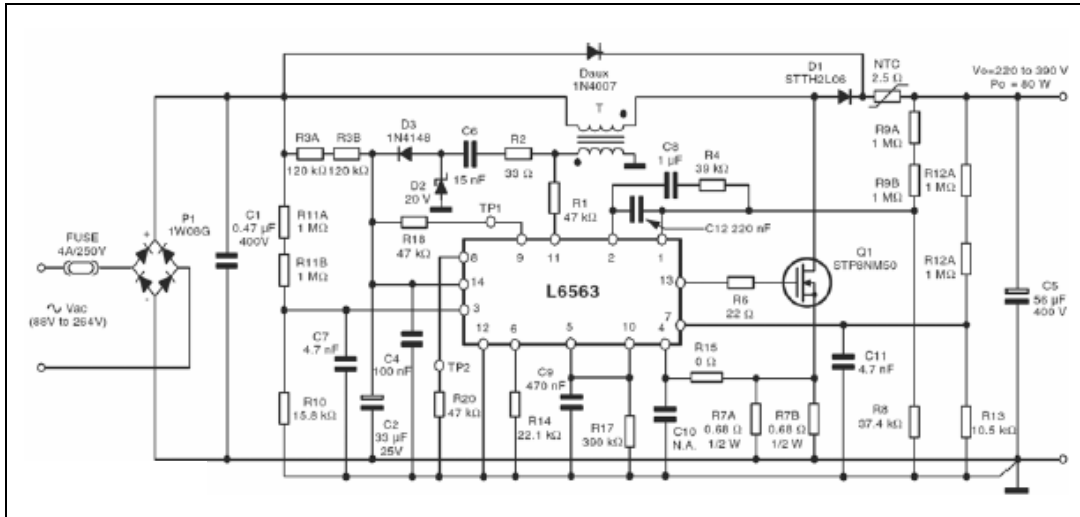 Daux
1N4007
T
D1
STTH2L06
NTC
2.5 Ω
Vo=220 to 390 V
Po = 80 W
R3A
120 kΩ
R3B
120 kΩ
D3
1N4148
C6
15 nF
R2
33 Ω
C8
1 µF
R4
39 kΩ
R9A
1 MΩ
D2
20 V
TP1
R1
47 kΩ
R9B
1 MΩ
R12A
1 MΩ
P1
1W08G
C1
0.47 µF
400V
R11A
1 MΩ
R18
47 kΩ
C12 220 nF
FUSE
4A/250V
R11B
1 MΩ
8
9
11
2
1
Q1
STP8NM50
R12A
1 MΩ
14
L6563
13
R6
22 Ω
C5
56 µF
400 V
Vac
(88V to 264V)
3
7
12
6
5
10
4
C7
4.7 nF
C4
100 nF
TP2
C9
470 nF
R15
0 Ω
C11
4.7 nF
R10
15.8 kΩ
C2
33 µF
25V
R20
47 kΩ
R14
22.1 kΩ
R17
390 kΩ
C10
N.A.
R7A
0.68 Ω
1/2 W
R7B
0.68 Ω
1/2 W
R8
37.4 kΩ
R13
10.5 kΩ